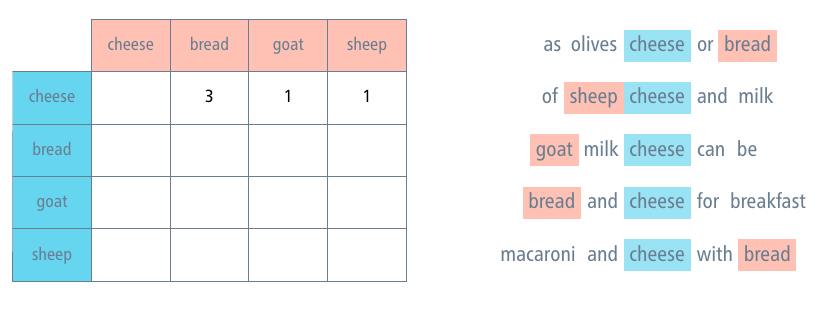 cheese bread goat sheep
cheese 3 1 1
bread
goat
sheep
as olives cheese or bread
of sheep cheese and milk
goat milk cheese can be
bread and cheese for breakfast
macaroni and cheese with bread